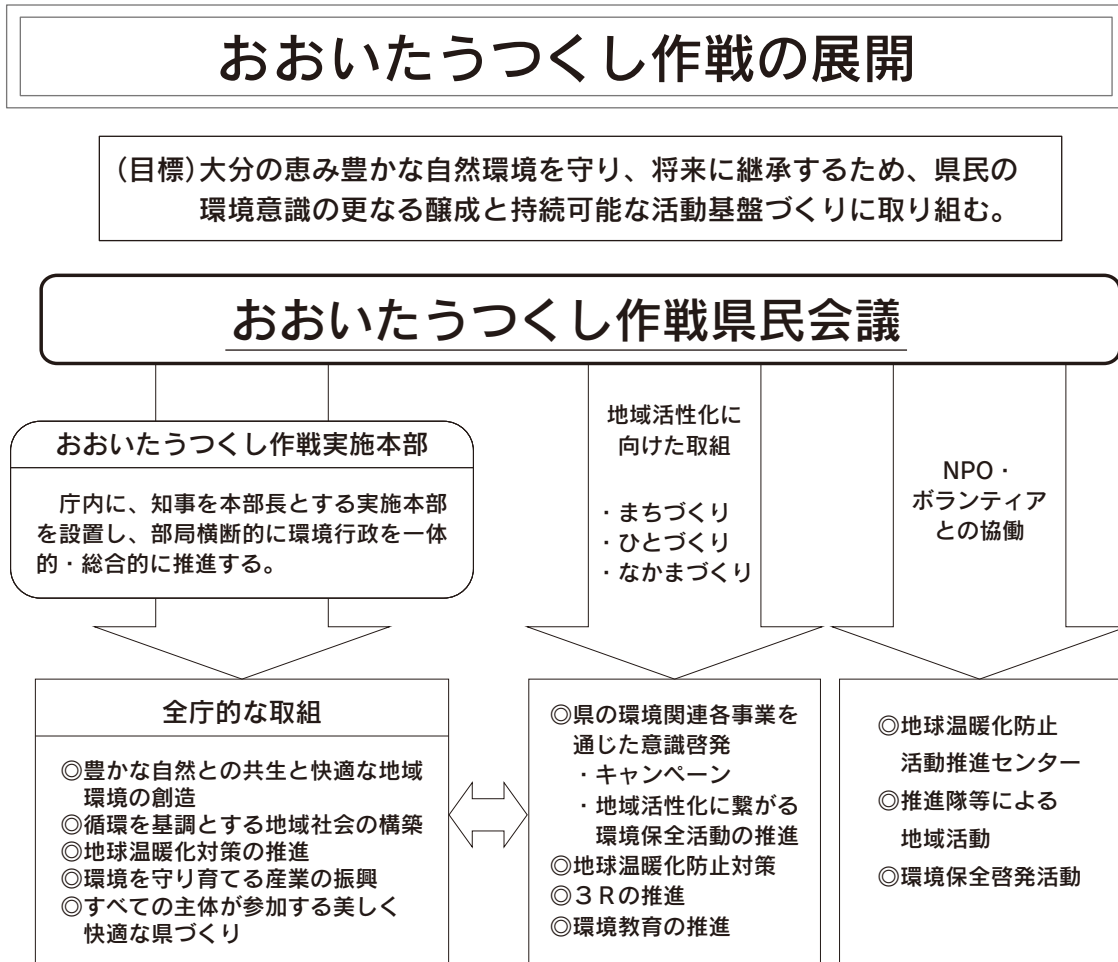 おおいたうつくし作戦の展開
(目標)大分の恵み豊かな自然環境を守り、将来に継承するため、県民の
環境意識の更なる醸成と持続可能な活動基盤づくりに取り組む。
おおいたうつくし作戦県民会議
おおいたうつくし作戦実施本部
庁内に、知事を本部長とする実施本部
を設置し、部局横断的に環境行政を一体
的・総合的に推進する。
地域活性化に
向けた取組
・まちづくり
・ひとづくり
・なかまづくり
NPO・
ボランティア
との協働
全庁的な取組
◎豊かな自然との共生と快適な地域
環境の創造
◎循環を基調とする地域社会の構築
◎地球温暖化対策の推進
◎環境を守り育てる産業の振興
◎すべての主体が参加する美しく
快適な県づくり
◎県の環境関連各事業を
通じた意識啓発
・キャンペーン
・地域活性化に繋がる
環境保全活動の推進
◎地球温暖化防止対策
◎３Ｒの推進
◎環境教育の推進
◎地球温暖化防止
活動推進センター
◎推進隊等による
地域活動
◎環境保全啓発活動